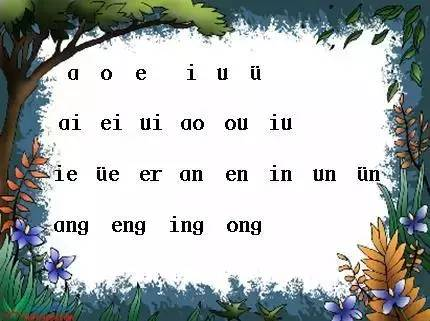 ɑ o e i u ü
ɑi ei ui ɑo ou iu
ie üe er ɑn en in un ün
ɑng eng ing ong